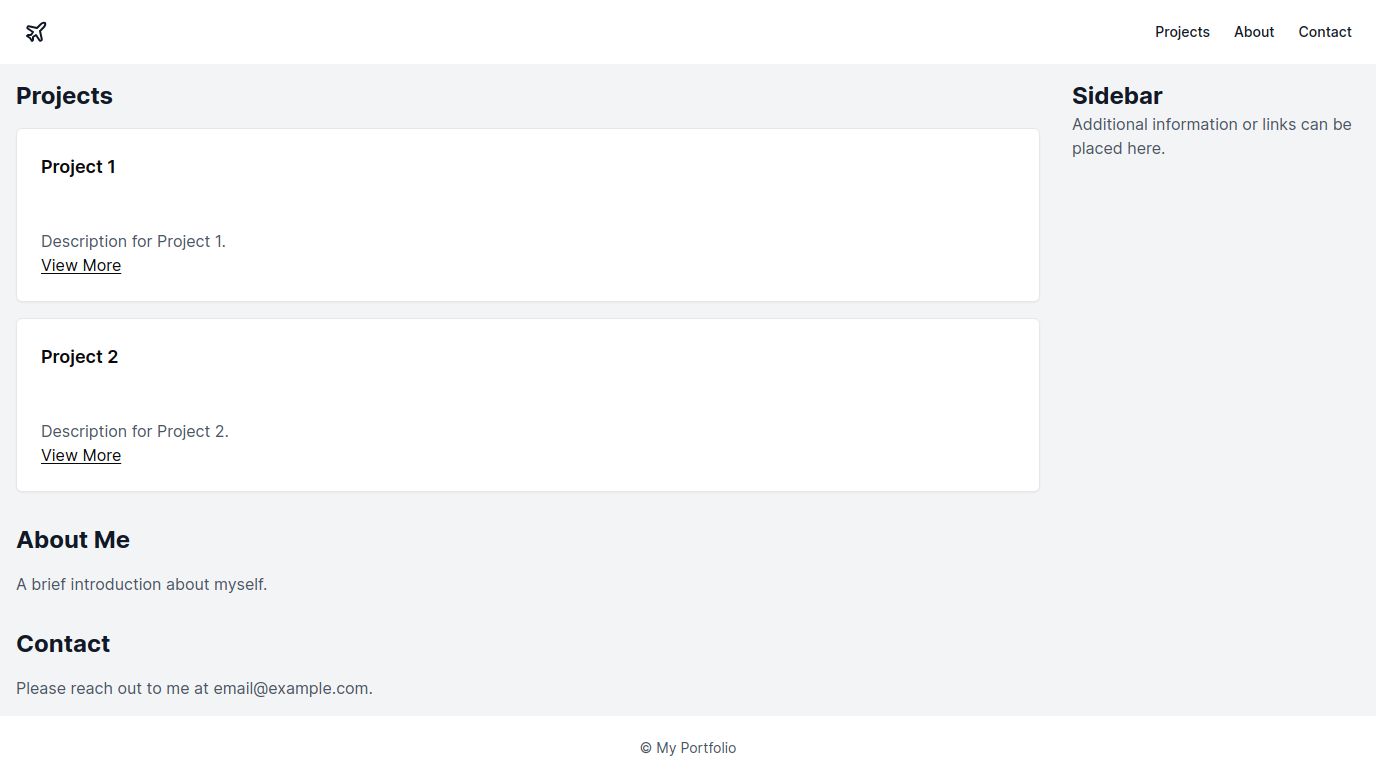 Projects
About
Contact
Projects
Project 1
Description for Project 1.
View More
Project 2
Description for Project 2.
View More
About Me
A brief introduction about myself.
Contact
Please reach out to me at email@example.com.
Sidebar
Additional information or links can be
placed here.
© My Portfolio